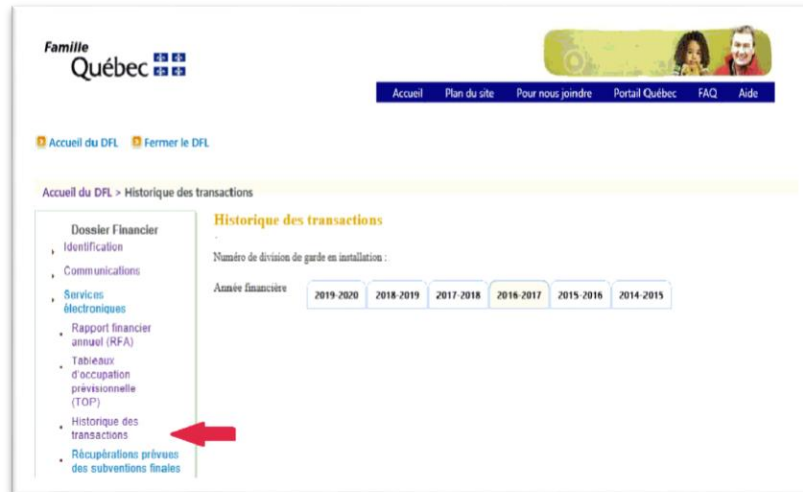 Famille
Québec
Accueil Plan du site Pour nous joindre Portail Québec FAQ Aide
Accueil du DFL Fermer le DFL
Accueil du DFL > Historique des transactions
Dossier Financier
Identification
Communications
Services
électroniques
Rapport financier
annuel (RFA)
Tableaux
d'occupation
prévisionnelle
(TOP)
Historique des
transactions
Récupérations prévues
des subventions finales
Historique des transactions
Numéro de division de garde en installation :
Année financière 2019-2020 2018-2019 2017-2018 2016-2017 2015-2016 2014-2015